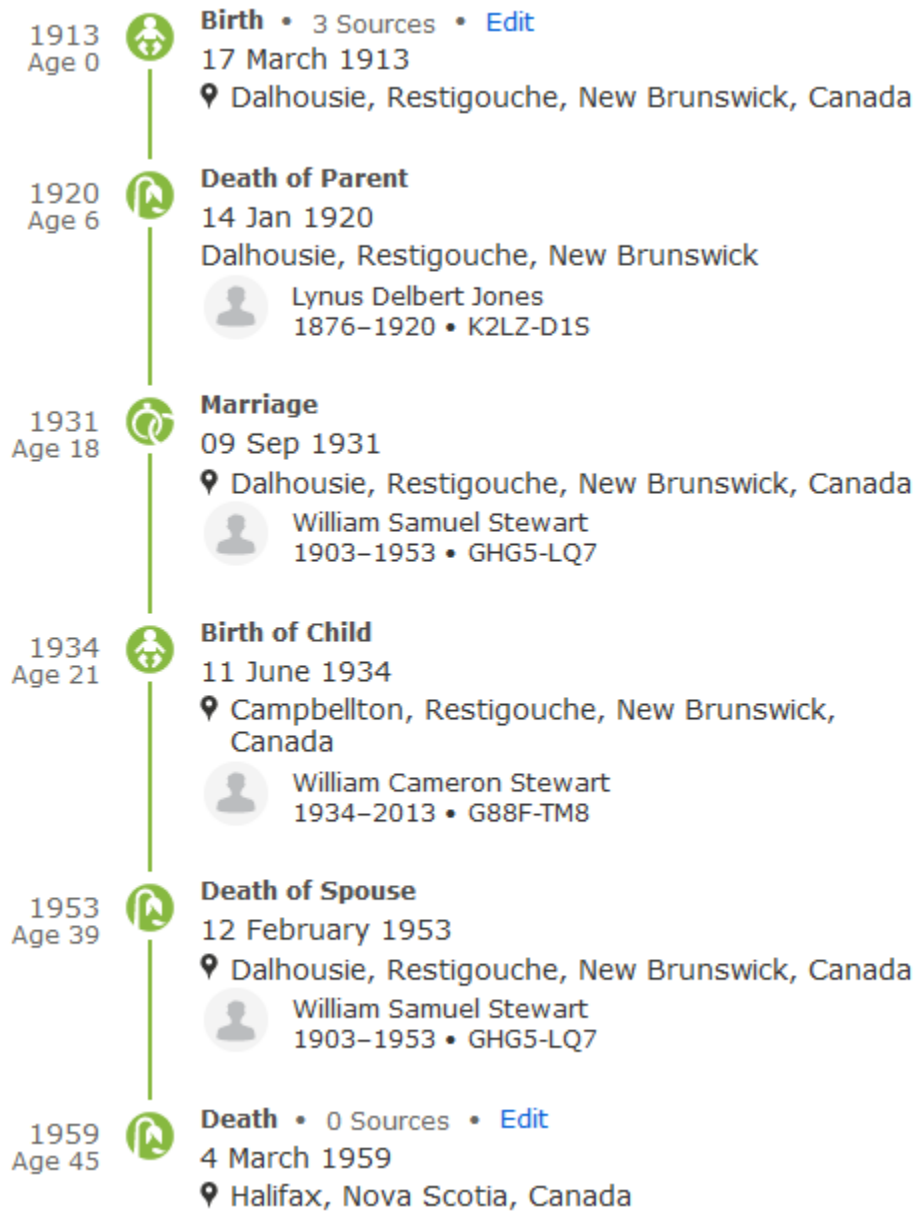 1913
Age 0
Birth • 3 Sources • Edit
17 March 1913
Dalhousie, Restigouche, New Brunswick, Canada
1920
Age 6
Death of Parent
14 Jan 1920
Dalhousie, Restigouche, New Brunswick
Lynus Delbert Jones
1876–1920 • K2LZ-D1S
1931
Age 18
Marriage
09 Sep 1931
Dalhousie, Restigouche, New Brunswick, Canada
William Samuel Stewart
1903–1953 • GHG5-LQ7
1934
Age 21
Birth of Child
11 June 1934
Campbellton, Restigouche, New Brunswick,
Canada
William Cameron Stewart
1934–2013 • G88F-TM8
1953
Age 39
Death of Spouse
12 February 1953
Dalhousie, Restigouche, New Brunswick, Canada
William Samuel Stewart
1903–1953 • GHG5-LQ7
1959
Age 45
Death • 0 Sources • Edit
4 March 1959
Halifax, Nova Scotia, Canada